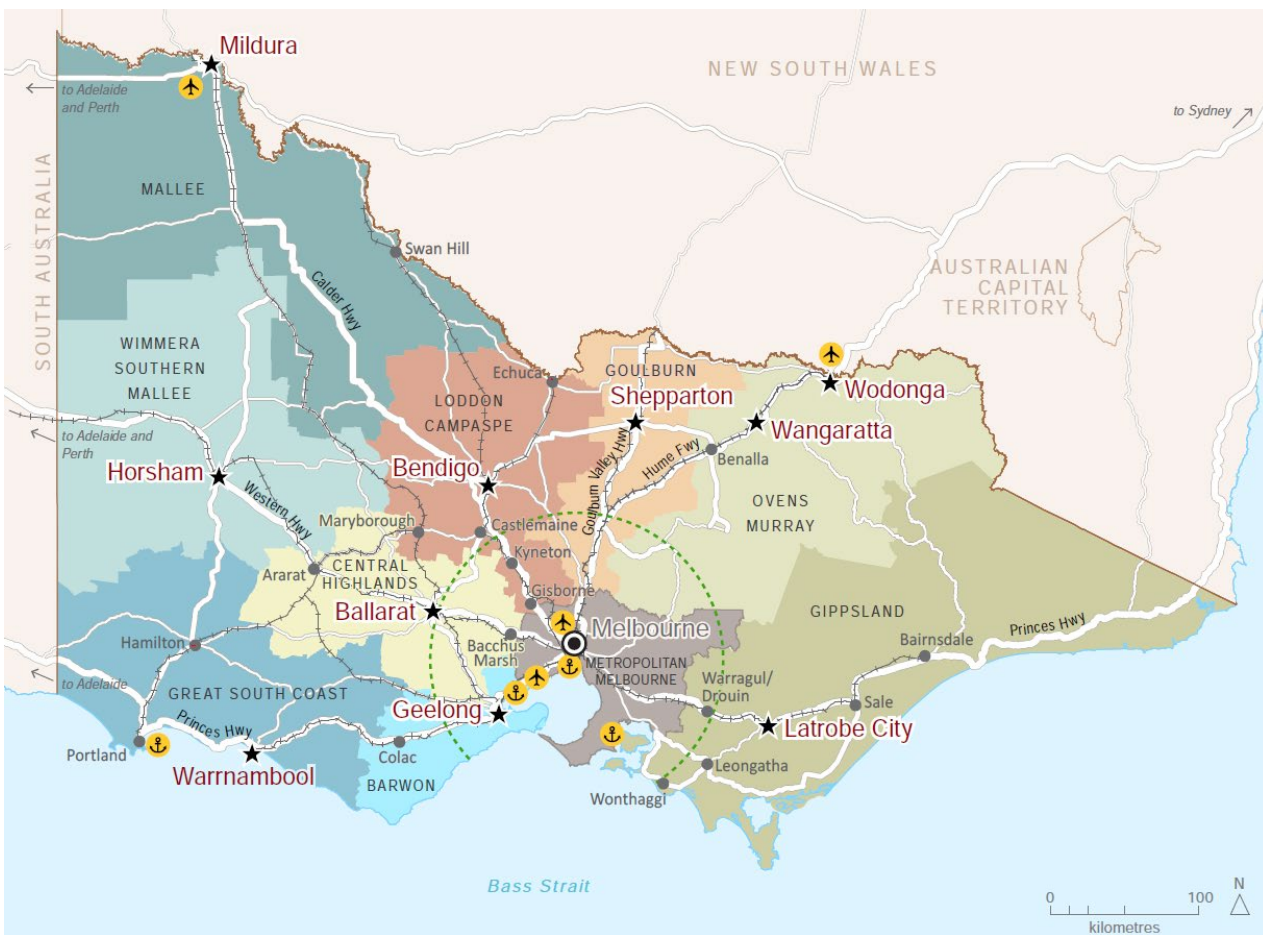 Mildura
NEW SOUTH WALES
to Adelaide
and Perth
to Sydney
SOUTH AUSTRALIA
MALLEE
Swan Hill
AUSTRALIAN
CAPITAL
TERRITORY
Calder Hwy
WIMMERA
SOUTHERN
MALLEE
Echuca
GOULBURN
Shepparton
Wodonga
LODDON
CAMPASPE
Wangaratta
to Adelaide and
Perth
Horsham
Bendigo
Goulburn Valley Hwy
Hume Fwy
Benalla
Western Hwy
OVENS
MURRAY
Maryborough
Castlemaine
Kyneton
CENTRAL
HIGHLANDS
Ararat
Gisborne
Ballarat
GIPPSLAND
Melbourne
Princes Hwy
Hamilton
Bacchus
Marsh
Bairnsdale
METROPOLITAN
MELBOURNE
to Adelaide
GREAT SOUTH COAST
Warragul/
Drouin
Sale
Geelong
Princes Hwy
Latrobe City
Portland
Colac
Leongatha
Warrnambool
BARWON
Wonthaggi
Bass Strait
N
0 100
kilometres